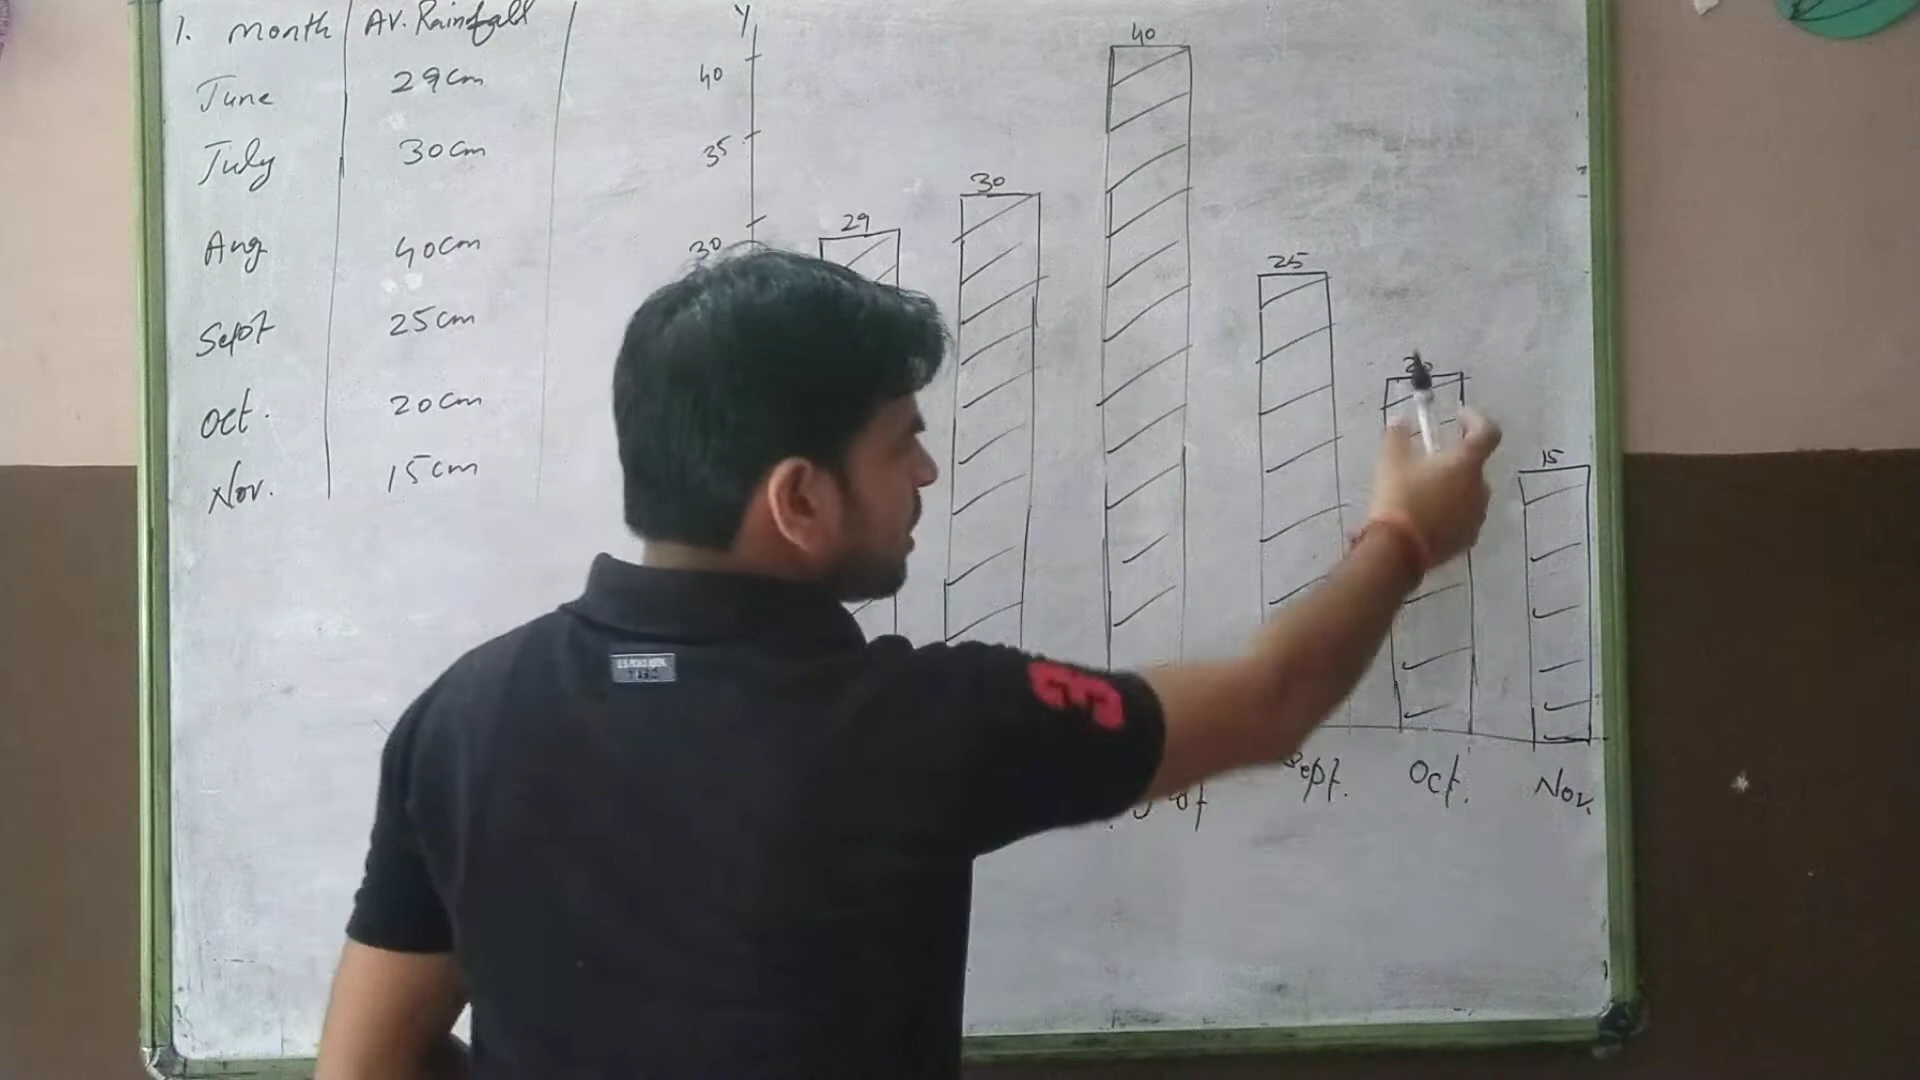 1. Month Av. Rainfall
June 29cm
July 30cm
Aug 40cm
Sept 25cm
Oct. 20cm
Nov. 15cm
Y
40
35
30
29
30
40
25
15
Sept. Oct. Nov.